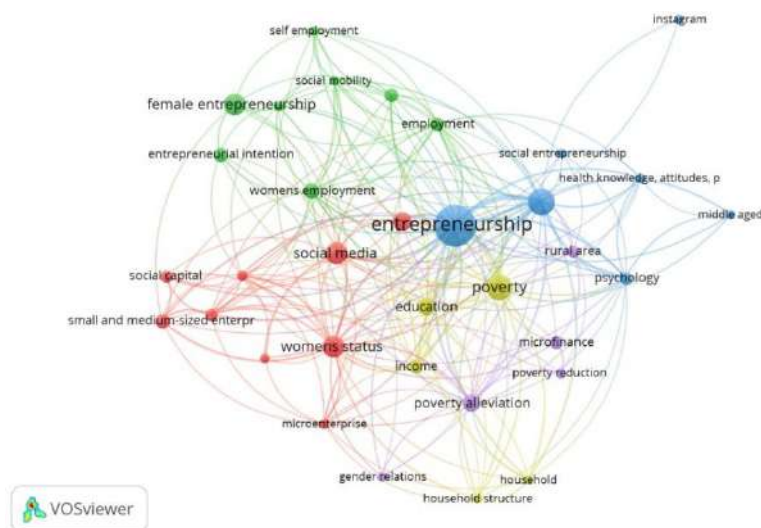 instagram
self employment
social mobility
female entrepreneurship
employment
entrepreneurial intention
social entrepreneurship
health knowledge, attitudes, p
womens employment
middle aged
entrepreneurship
social media
rural area
social capital
psychology
poverty
education
small and medium-sized enterpr
microfinance
womens status
income
poverty reduction
poverty alleviation
microenterprise
gender relations
household
household structure
VOSviewer